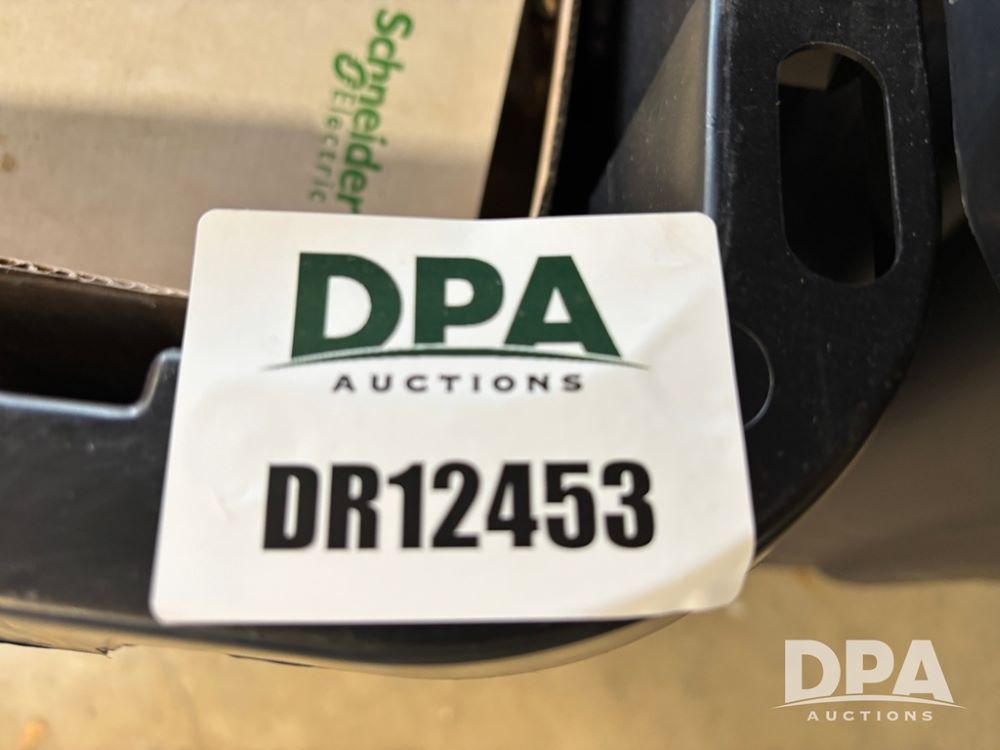 Schneider
Electric
DPA
AUCTIONS
DR12453
DPA
AUCTIONS